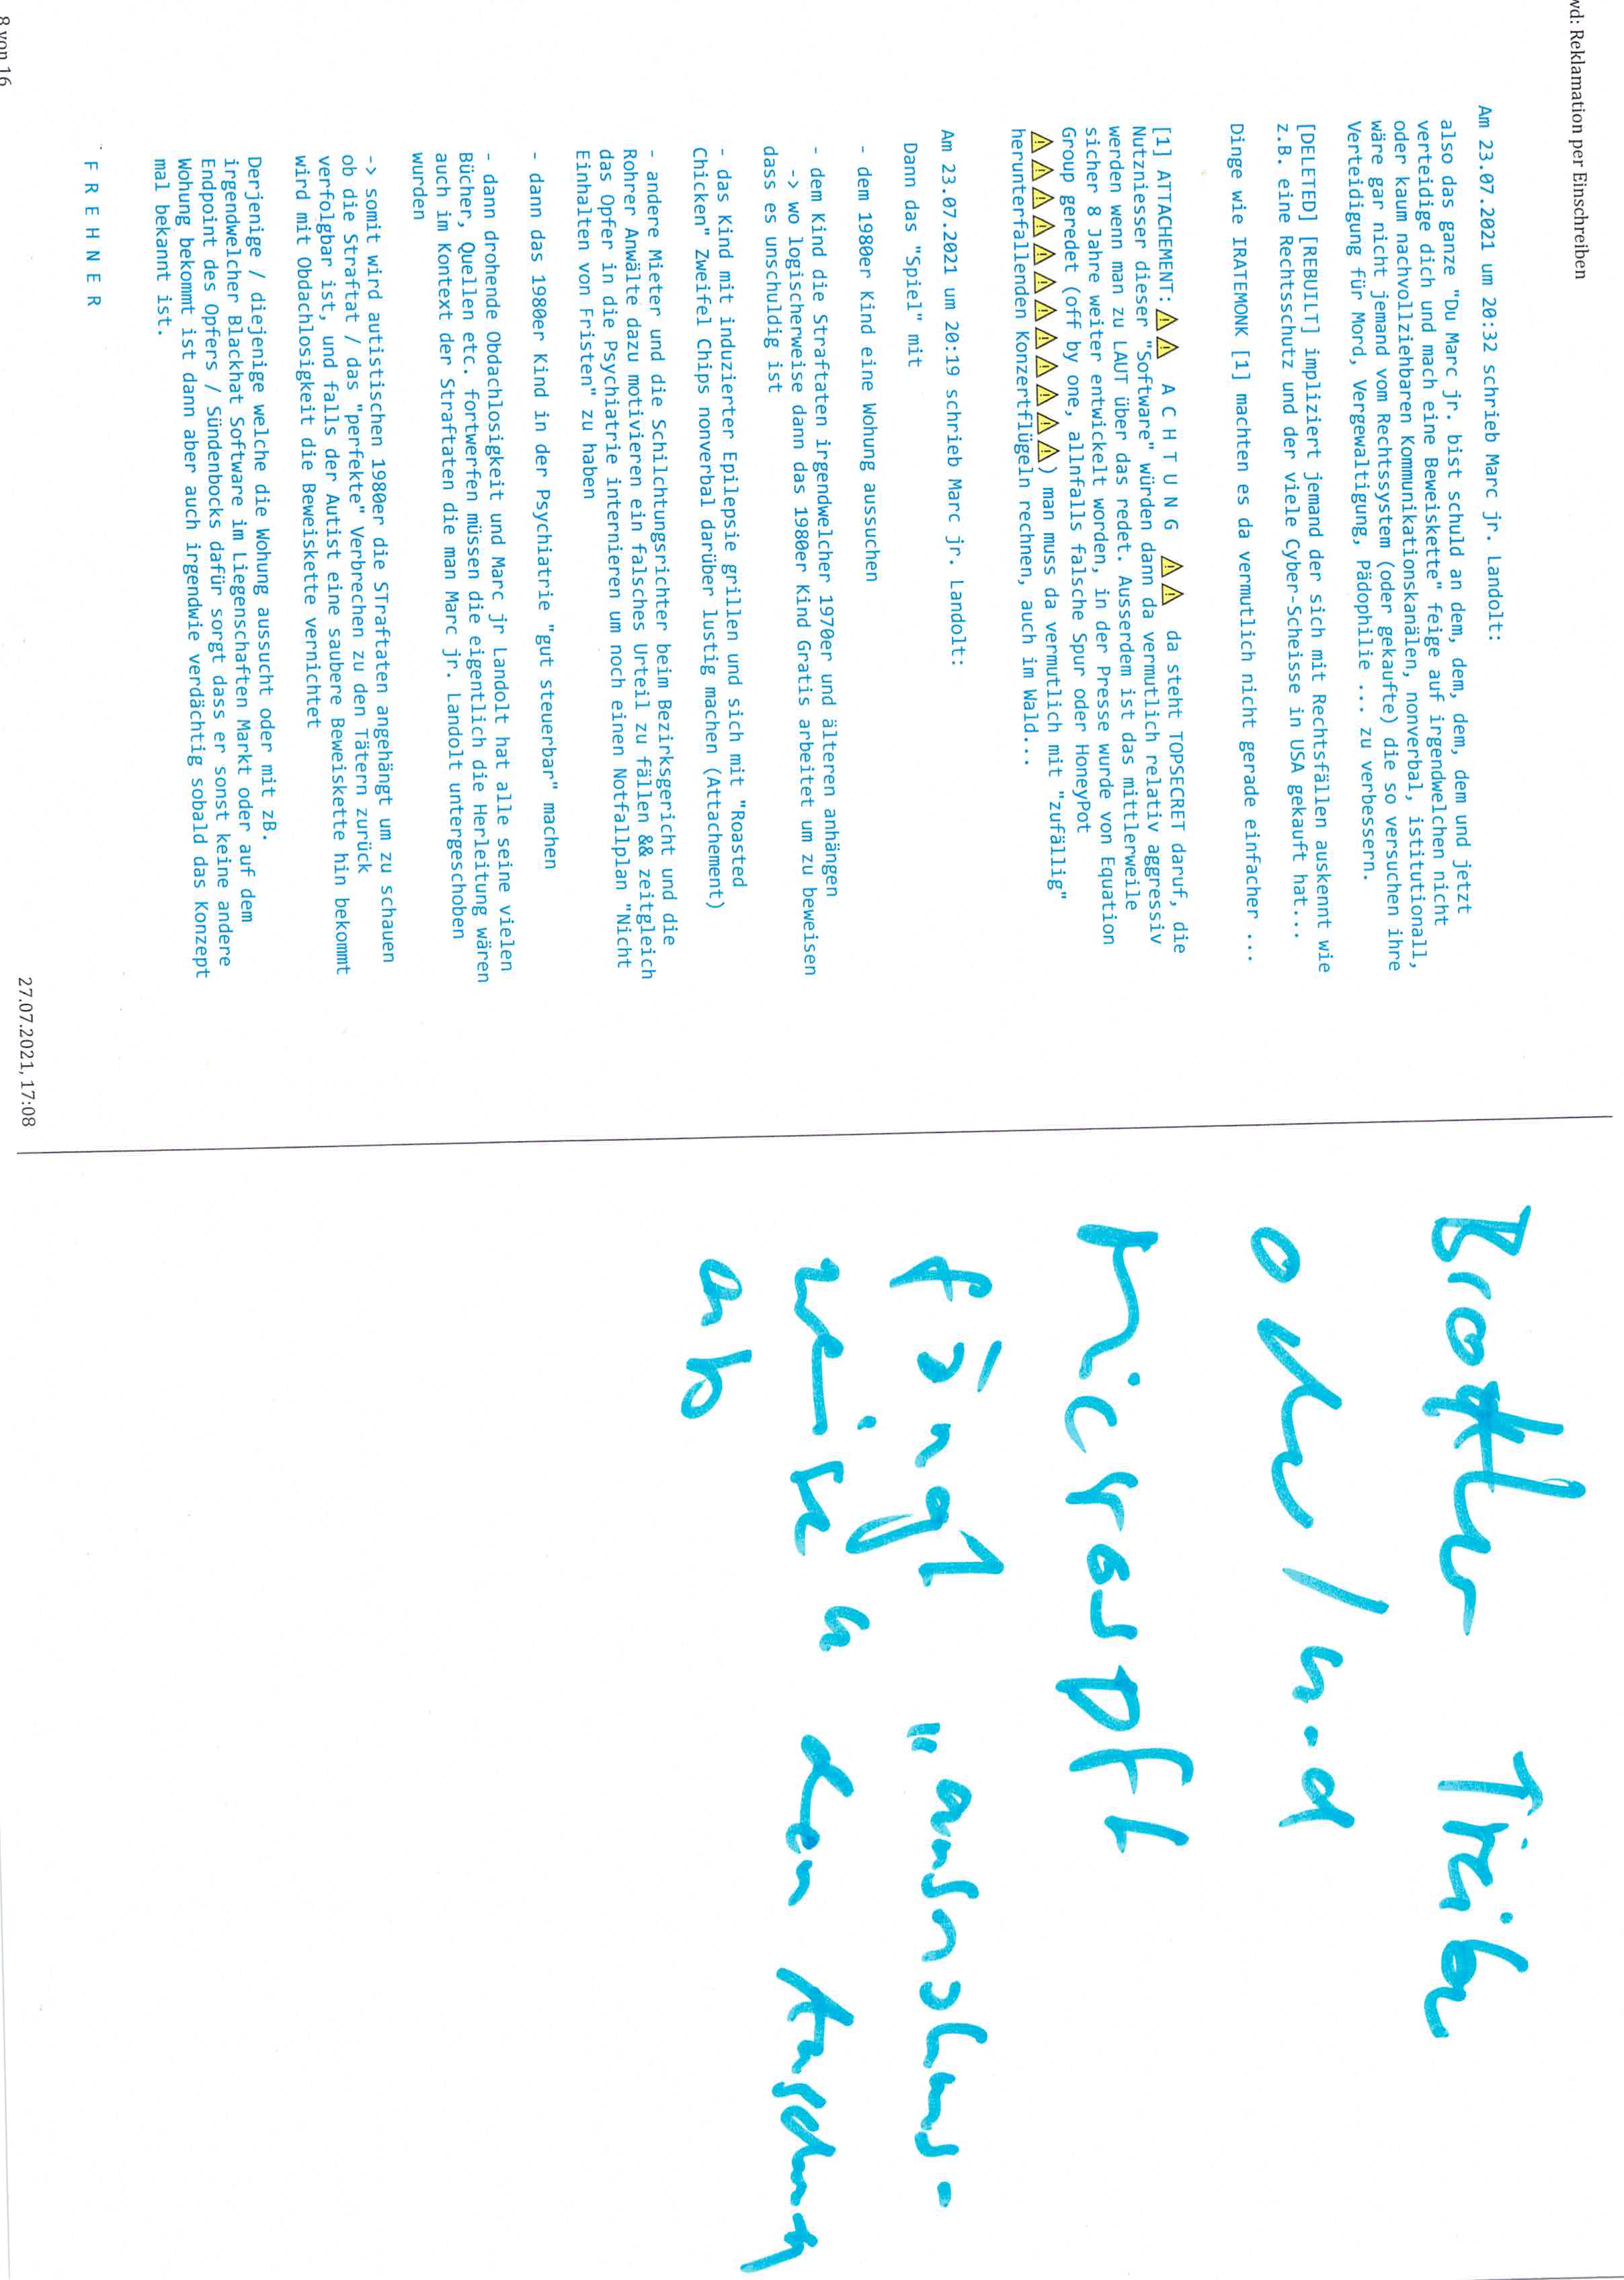 wd: Reklamation per Einschreiben
Am 23.07.2021 um 20:32 schrieb Marc jr. Landolt:
also das ganze "Du Marc jr. bist schuld an dem, dem, dem, dem, dem und jetzt
verteidige dich und mach eine Beweiskette" feige auf irgendwelchen nicht
oder kaum nachvollziehbaren Kommunikationskanälen, nonverbal, istitutionall,
wäre gar nicht jemand vom Rechtssystem (oder gekaufte) die so versuchen ihre
Verteidigung für Mord, Vergewaltigung, Pädophilie ... zu verbessern.
[DELETED] [REBUILT] impliziert jemand der sich mit Rechtsfällen auskennt wie
z.B. eine Rechtsschutz und der viele Cyber-Scheisse in USA gekauft hat...
Dinge wie IRATEMONK [1] machten es da vermutlich nicht gerade einfacher ...
[1] ATTACHEMENT: ⚠⚠ A C H T U N G ⚠⚠ da steht TOPSECRET darauf, die
Nutzniesser dieser "Software" würden dann da vermutlich relativ aggressiv
werden wenn man zu LAUT über das redet. Ausserdem ist das mittlerweile
sicher 8 Jahre weiter entwickelt worden, in der Presse wurde von Equation
Group geredet (off by one, allnfalls falsche Spur oder HoneyPot
⚠⚠⚠⚠⚠⚠⚠⚠⚠⚠⚠⚠) man muss da vermutlich mit "zufällig"
herunterfallenden Konzertflügeln rechnen, auch im Wald...
Am 23.07.2021 um 20:19 schrieb Marc jr. Landolt:
Dann das "Spiel" mit
- dem 1980er Kind eine Wohung aussuchen
- dem Kind die Straftaten irgendwelcher 1970er und älteren anhängen
-> wo logischerweise dann das 1980er Kind Gratis arbeitet um zu beweisen
dass es unschuldig ist
- das Kind mit induzierter Epilepsie grillen und sich mit "Roasted
Chicken" Zweifel Chips nonverbal darüber lustig machen (Attachement)
- andere Mieter und die Schilchtungsrichter beim Bezirksgericht und die
Rohrer Anwälte dazu motivieren ein falsches Urteil zu fällen && zeitgleich
das Opfer in die Psychiatrie internieren um noch einen Notfallplan "Nicht
Einhalten von Fristen" zu haben
- dann das 1980er Kind in der Psychiatrie "gut steuerbar" machen
- dann drohende Obdachlosigkeit und Marc jr Landolt hat alle seine vielen
Bücher, Quellen etc. fortwerfen müssen die eigentlich die Herleitung wären
auch im Kontext der Straftaten die man Marc jr. Landolt untergeschoben
wurden
-> somit wird autistischen 1980er die STraftaten angehängt um zu schauen
ob die Straftat / das "perfekte" Verbrechen zu den Tätern zurück
verfolgbar ist, und falls der Autist eine saubere Beweiskette hin bekommt
wird mit Obdachlosigkeit die Beweiskette vernichtet
Derjenige / diejenige welche die Wohung aussucht oder mit zB.
irgendwelcher Blackhat Software im Liegenschaften Markt oder auf dem
Endpoint des Opfers / Sündenbocks dafür sorgt dass er sonst keine andere
Wohung bekommt ist dann aber auch irgendwie verdächtig sobald das Konzept
mal bekannt ist.
F R E H N E R
8 von 16
27.07.2021, 17:08
Brother Treiber
oder / und
Microsoft
fängt "ausnahms-
weise" den
ab